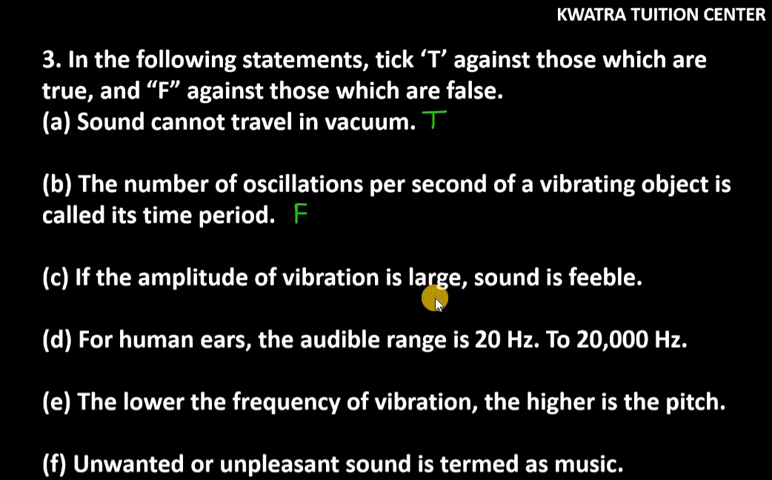 KWATRA TUITION CENTER
3. In the following statements, tick ‘T’ against those which are
true, and “F” against those which are false.
(a) Sound cannot travel in vacuum. T
(b) The number of oscillations per second of a vibrating object is
called its time period. F
(c) If the amplitude of vibration is large, sound is feeble.
(d) For human ears, the audible range is 20 Hz. To 20,000 Hz.
(e) The lower the frequency of vibration, the higher is the pitch.
(f) Unwanted or unpleasant sound is termed as music.